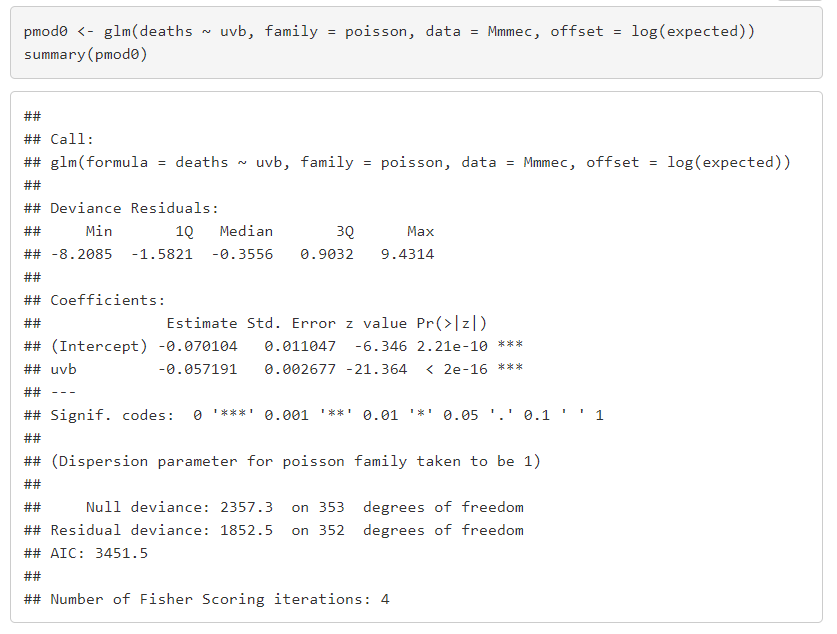 pmod0 <- glm(deaths ~ uvb, family = poisson, data = Mmmec, offset = log(expected))
summary(pmod0)
##
## Call:
## glm(formula = deaths ~ uvb, family = poisson, data = Mmmec, offset = log(expected))
##
## Deviance Residuals:
##     Min       1Q   Median       3Q      Max
## -8.2085  -1.5821  -0.3556   0.9032   9.4314
##
## Coefficients:
##              Estimate Std. Error z value Pr(>|z|)
## (Intercept) -0.070104   0.011047  -6.346 2.21e-10 ***
## uvb         -0.057191   0.002677 -21.364  < 2e-16 ***
## ---
## Signif. codes:  0 '***' 0.001 '**' 0.01 '*' 0.05 '.' 0.1 ' ' 1
##
## (Dispersion parameter for poisson family taken to be 1)
##
##     Null deviance: 2357.3  on 353  degrees of freedom
## Residual deviance: 1852.5  on 352  degrees of freedom
## AIC: 3451.5
##
## Number of Fisher Scoring iterations: 4